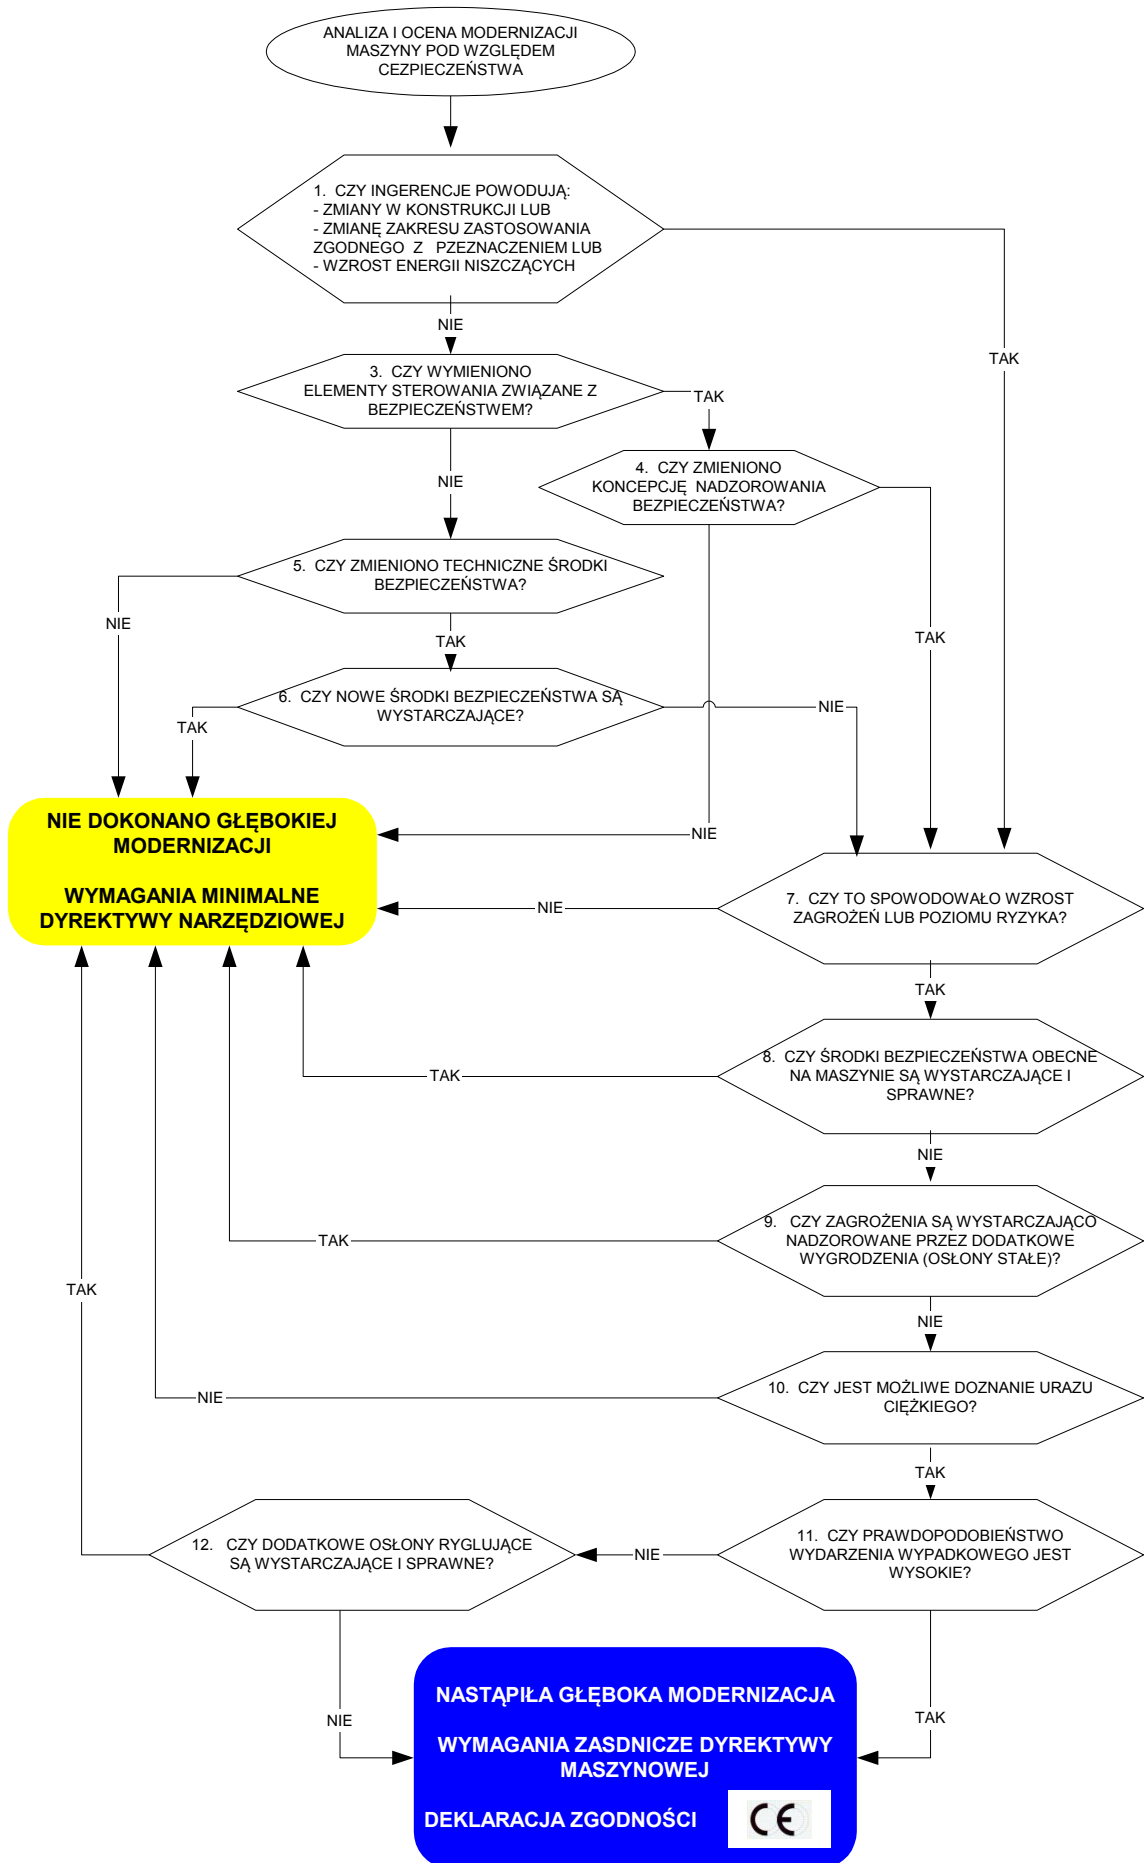 ANALIZA I OCENA MODERNIZACJI
MASZYNY POD WZGLĘDEM
CEZPIECZEŃSTWA
1. CZY INGERENCJE POWODUJĄ:
- ZMIANY W KONSTRUKCJI LUB
- ZMIANĘ ZAKRESU ZASTOSOWANIA
ZGODNEGO Z PZEZNACZENIEM LUB
- WZROST ENERGII NISZCZĄCYCH
NIE
TAK
3. CZY WYMIENIONO
ELEMENTY STEROWANIA ZWIĄZANE Z
BEZPIECZEŃSTWEM?
TAK
NIE
4. CZY ZMIENIONO
KONCEPCJĘ NADZOROWANIA
BEZPIECZEŃSTWA?
5. CZY ZMIENIONO TECHNICZNE ŚRODKI
BEZPIECZEŃSTWA?
NIE
TAK
TAK
6. CZY NOWE ŚRODKI BEZPIECZEŃSTWA SĄ
WYSTARCZAJĄCE?
TAK
NIE
NIE
NIE DOKONANO GŁĘBOKIEJ
MODERNIZACJI
WYMAGANIA MINIMALNE
DYREKTYWY NARZĘDZIOWEJ
7. CZY TO SPOWODOWAŁO WZROST
ZAGROŻEŃ LUB POZIOMU RYZYKA?
NIE
TAK
8. CZY ŚRODKI BEZPIECZEŃSTWA OBECNE
NA MASZYNIE SĄ WYSTARCZAJĄCE I
SPRAWNE?
TAK
NIE
9. CZY ZAGROŻENIA SĄ WYSTARCZAJĄCO
NADZOROWANE PRZEZ DODATKOWE
WYGRODZENIA (OSŁONY STAŁE)?
TAK
TAK
NIE
10. CZY JEST MOŻLIWE DOZNANIE URAZU
CIĘŻKIEGO?
NIE
TAK
12. CZY DODATKOWE OSŁONY RYGLUJĄCE
SĄ WYSTARCZAJĄCE I SPRAWNE?
NIE
11. CZY PRAWDOPODOBIEŃSTWO
WYDARZENIA WYPADKOWEGO JEST
WYSOKIE?
NIE
TAK
NASTĄPIŁA GŁĘBOKA MODERNIZACJA
WYMAGANIA ZASDNICZE DYREKTYWY
MASZYNOWEJ
DEKLARACJA ZGODNOŚCI
CE